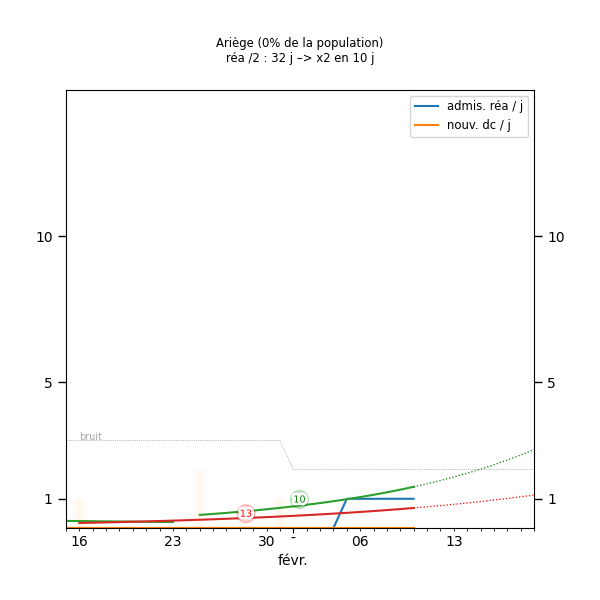 Ariège (0% de la population)
réa /2 : 32 j –> x2 en 10 j
admis. réa / j
nouv. dc / j
10
10
5
5
bruit
1
10
1
13
16
23
30
-
06
13
févr.